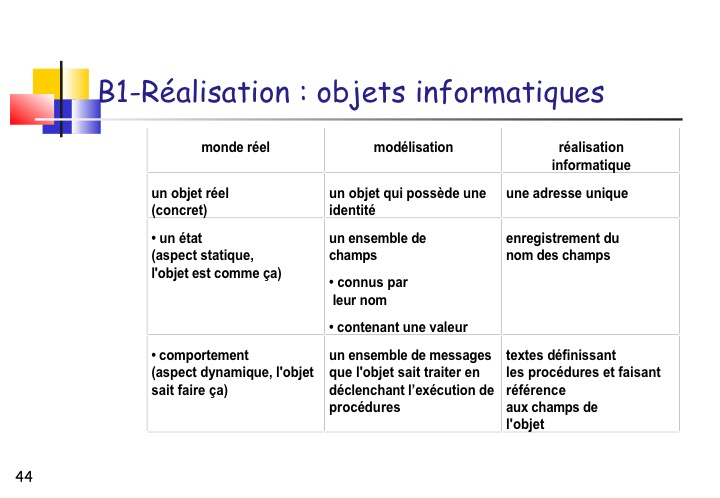 B1-Réalisation : objets informatiques
monde réel
modélisation
réalisation
informatique
un objet réel
(concret)
un objet qui possède une
identité
une adresse unique
• un état
(aspect statique,
l'objet est comme ça)
un ensemble de
champs
• connus par
leur nom
• contenant une valeur
enregistrement du
nom des champs
• comportement
(aspect dynamique, l'objet
sait faire ça)
un ensemble de messages
que l'objet sait traiter en
déclenchant l’exécution de
procédures
textes définissant
les procédures et faisant
référence
aux champs de
l'objet
44